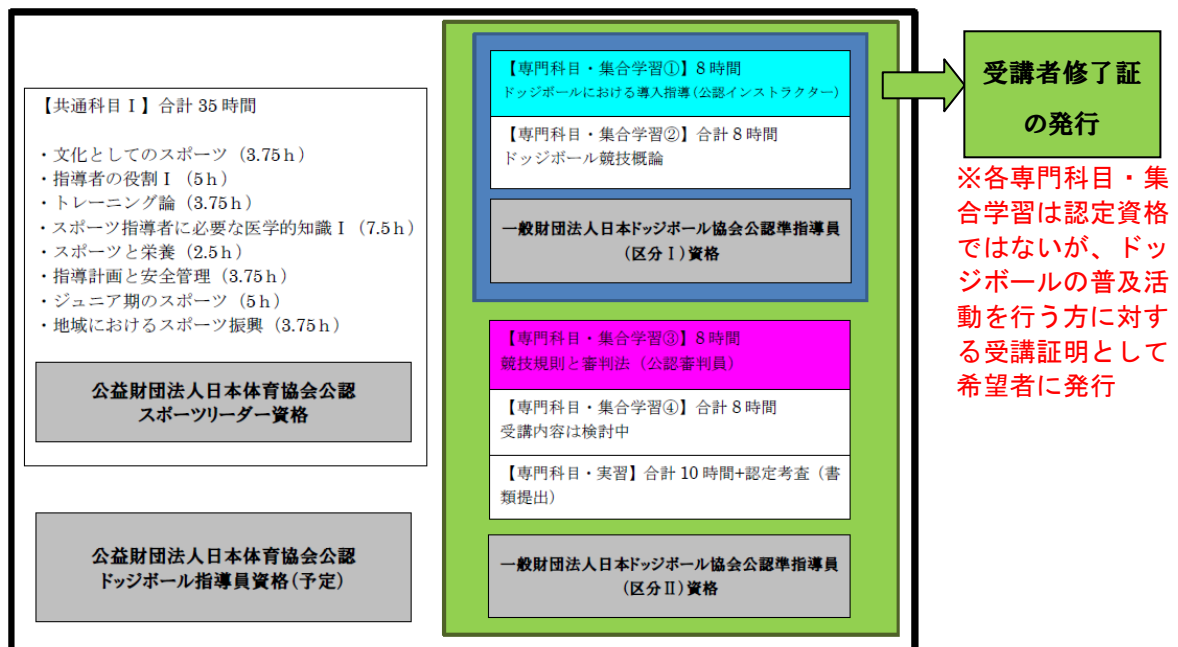 【共通科目Ⅰ】合計 35 時間
・文化としてのスポーツ（3.75ｈ）
・指導者の役割Ⅰ（5ｈ）
・トレーニング論（3.75ｈ）
・スポーツ指導者に必要な医学的知識Ⅰ（7.5ｈ）
・スポーツと栄養（2.5ｈ）
・指導計画と安全管理（3.75ｈ）
・ジュニア期のスポーツ（5ｈ）
・地域におけるスポーツ振興（3.75ｈ）
公益財団法人日本体育協会公認
スポーツリーダー資格
公益財団法人日本体育協会公認
ドッジボール指導員資格(予定)
【専門科目・集合学習①】8 時間
ドッジボールにおける導入指導(公認インストラクター)
【専門科目・集合学習②】合計 8 時間
ドッジボール競技概論
一般財団法人日本ドッジボール協会公認準指導員
(区分Ⅰ)資格
【専門科目・集合学習③】8 時間
競技規則と審判法（公認審判員）
【専門科目・集合学習④】合計 8 時間
受講内容は検討中
【専門科目・実習】合計 10 時間+認定考査（書
類提出）
一般財団法人日本ドッジボール協会公認準指導員
(区分Ⅱ)資格
受講者修了証
の発行
※各専門科目・集
合学習は認定資格
ではないが、ドッ
ジボールの普及活
動を行う方に対す
る受講証明として
希望者に発行